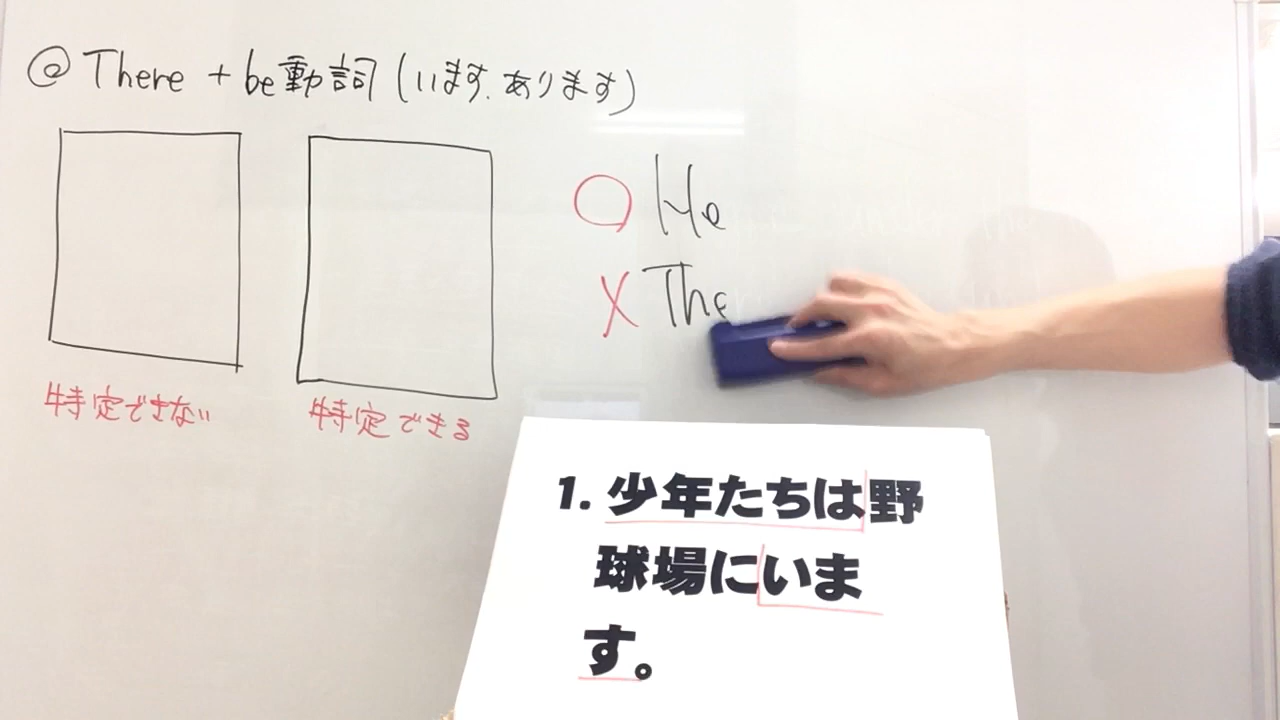 @ There + be動詞 (います.あります)
○ He
× The
特定できない
特定できる
1. 少年たちは野
球場にいま
す。